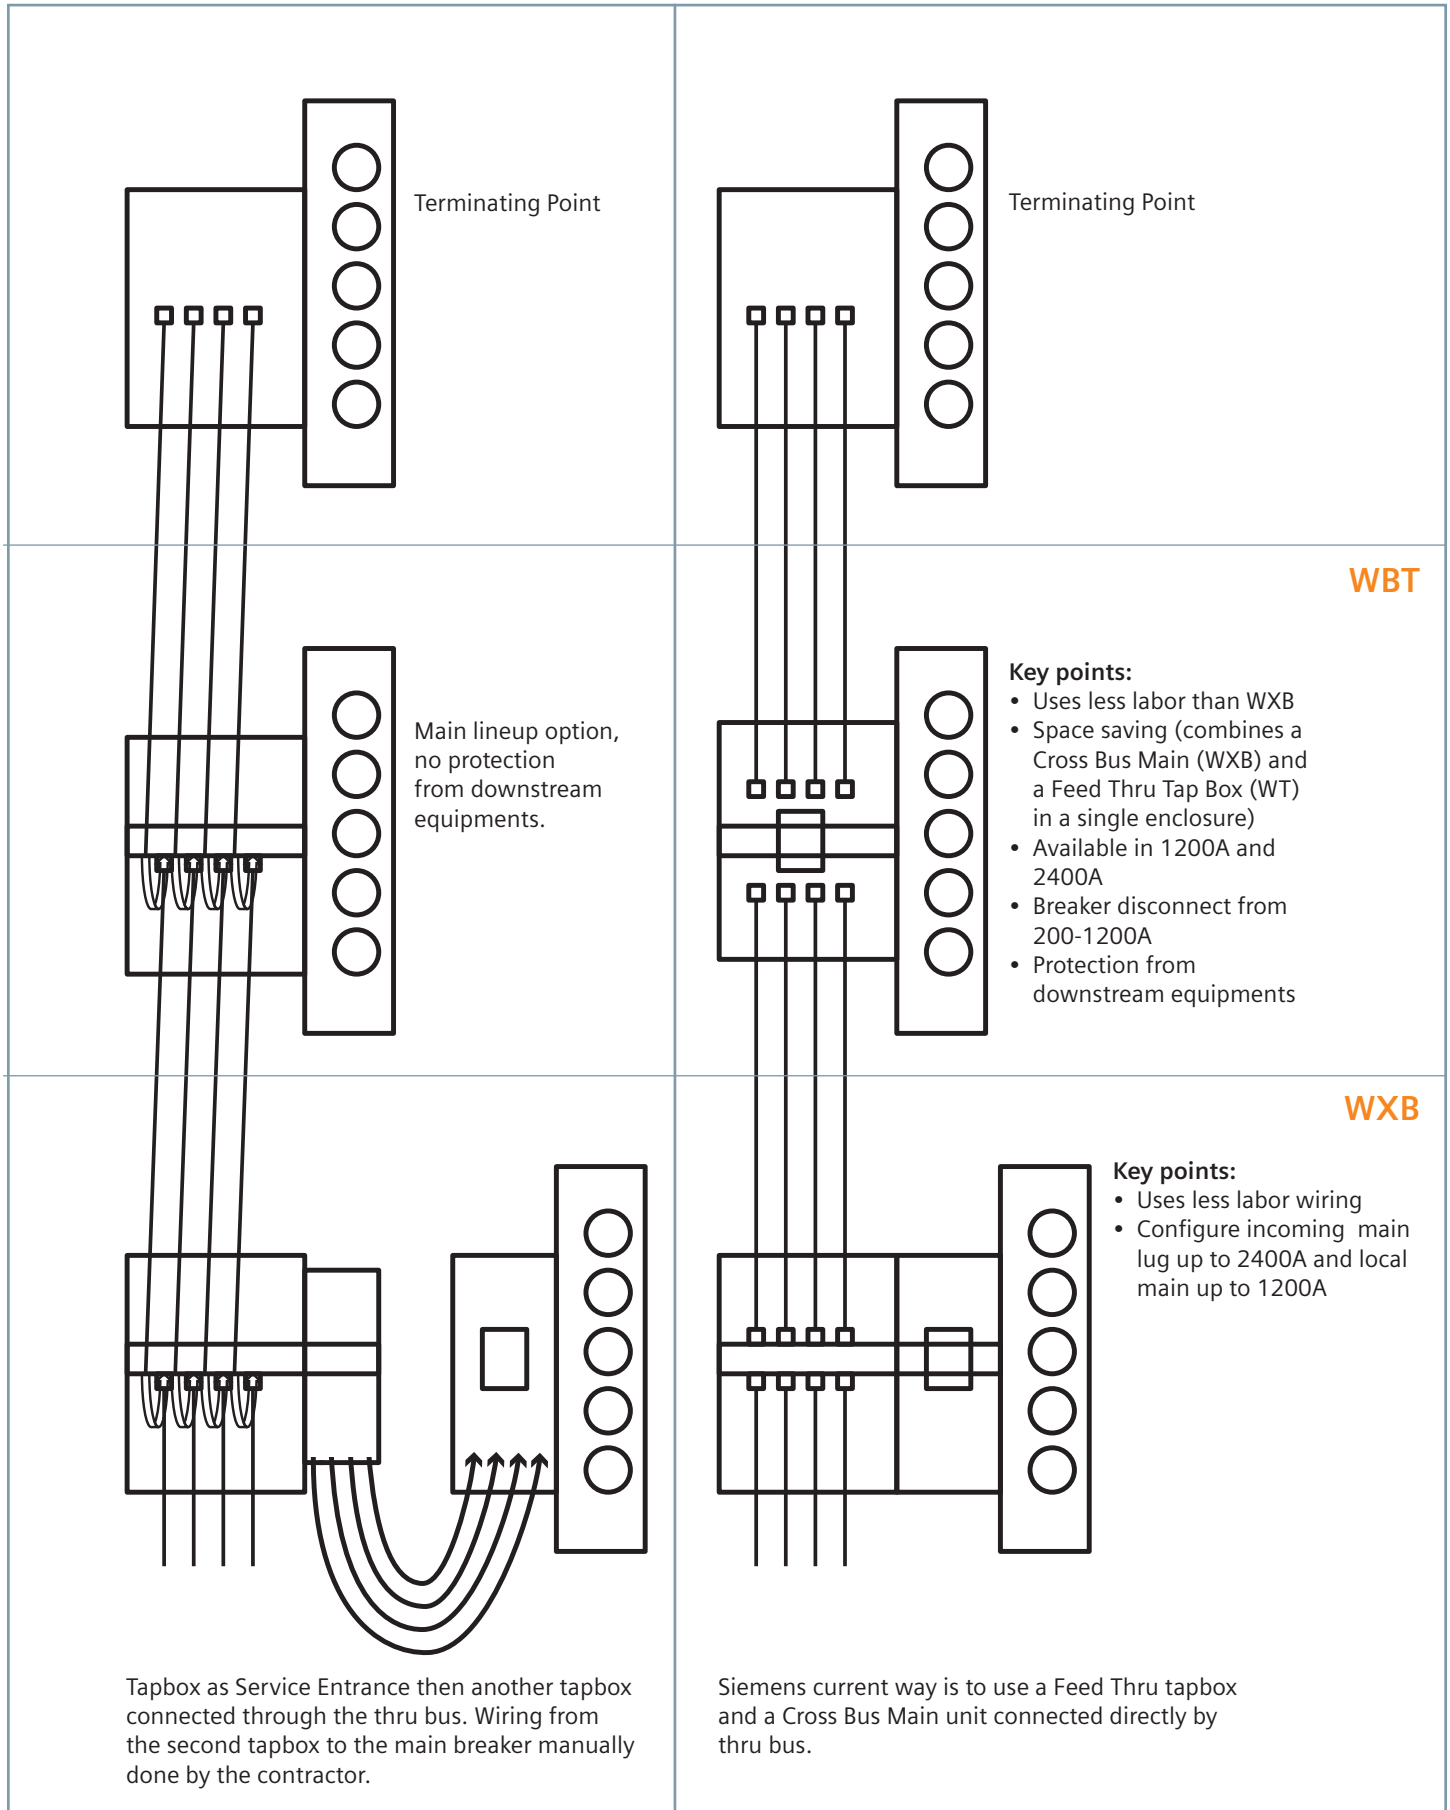 Terminating Point
Terminating Point
Main lineup option,
no protection
from downstream
equipments.
WBT
Key points:
• Uses less labor than WXB
• Space saving (combines a
Cross Bus Main (WXB) and
a Feed Thru Tap Box (WT)
in a single enclosure)
• Available in 1200A and
2400A
• Breaker disconnect from
200-1200A
• Protection from
downstream equipments
WXB
Key points:
• Uses less labor wiring
• Configure incoming main
lug up to 2400A and local
main up to 1200A
Tapbox as Service Entrance then another tapbox
connected through the thru bus. Wiring from
the second tapbox to the main breaker manually
done by the contractor.
Siemens current way is to use a Feed Thru tapbox
and a Cross Bus Main unit connected directly by
thru bus.